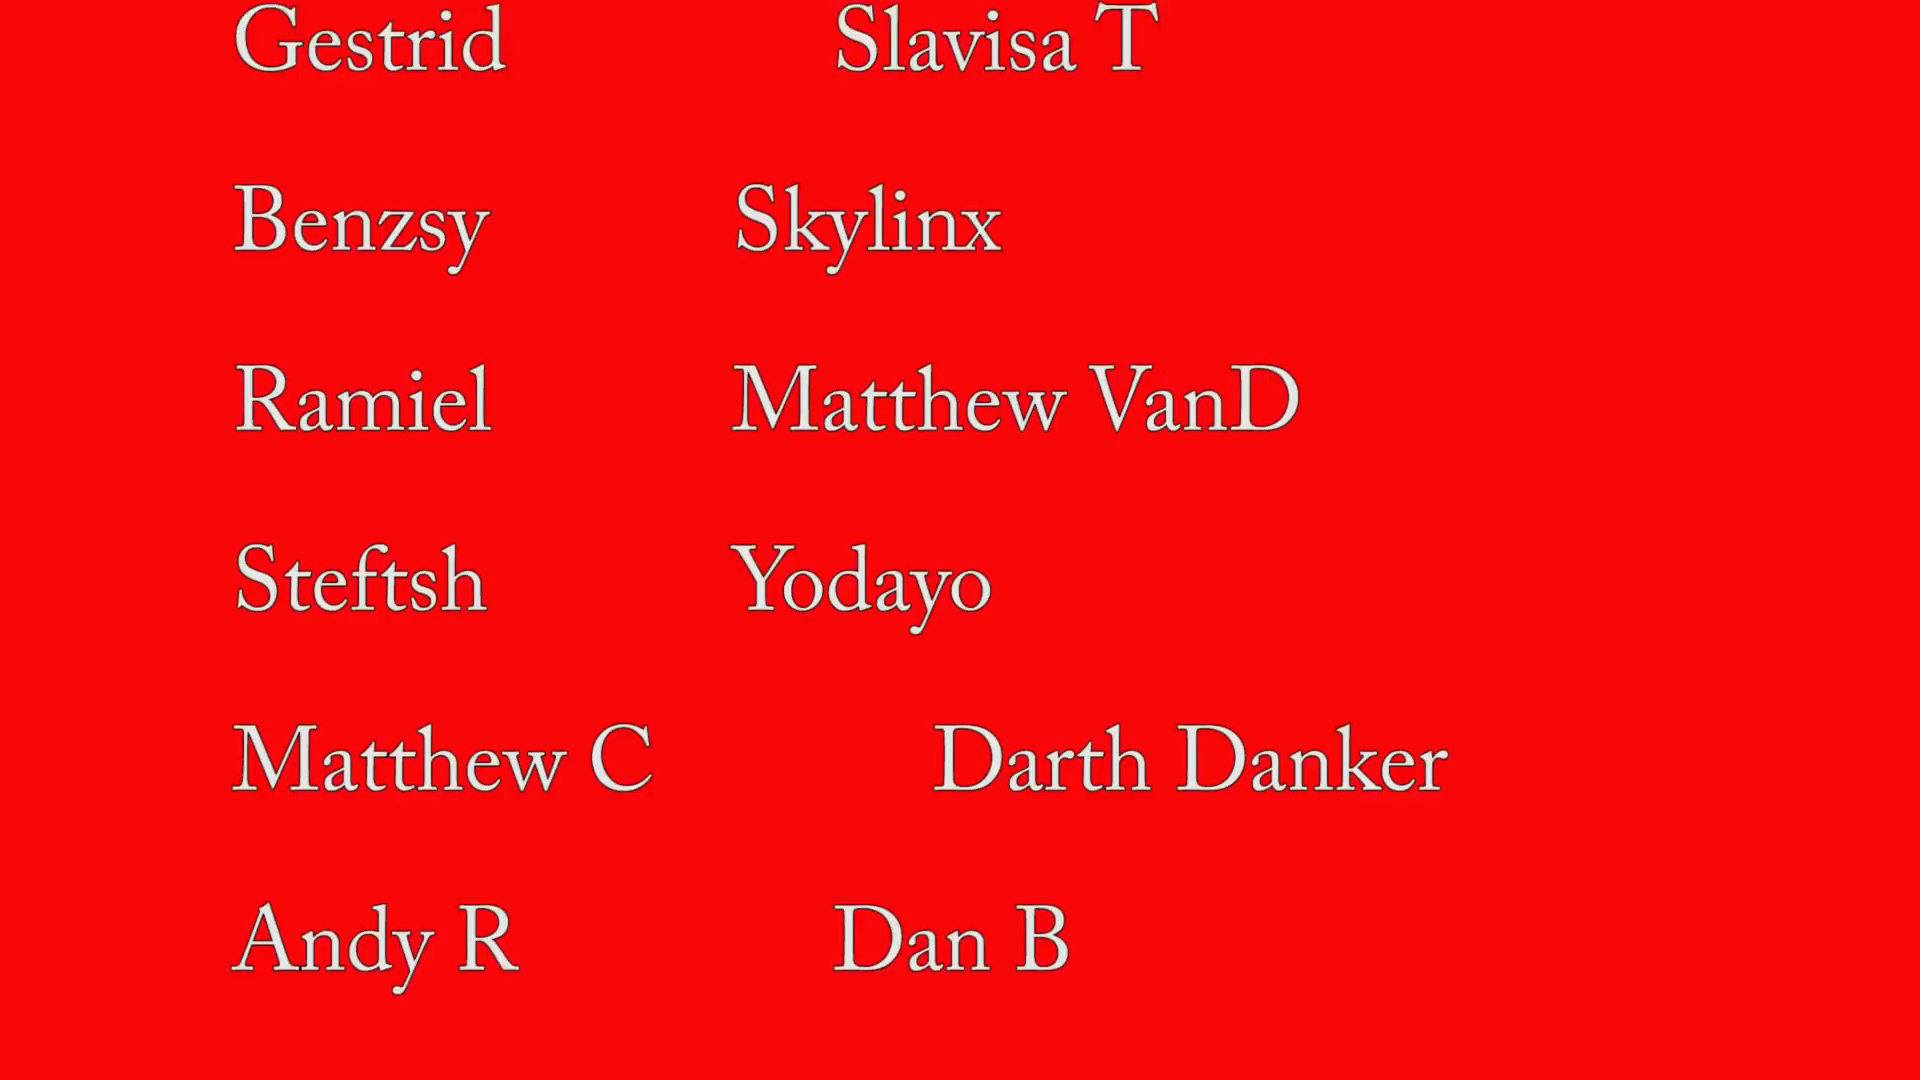 Gestrid Slavisa T
Benzsy Skylinx
Ramiel Matthew VanD
Steftsh Yodayo
Matthew C Darth Danker
Andy R Dan B